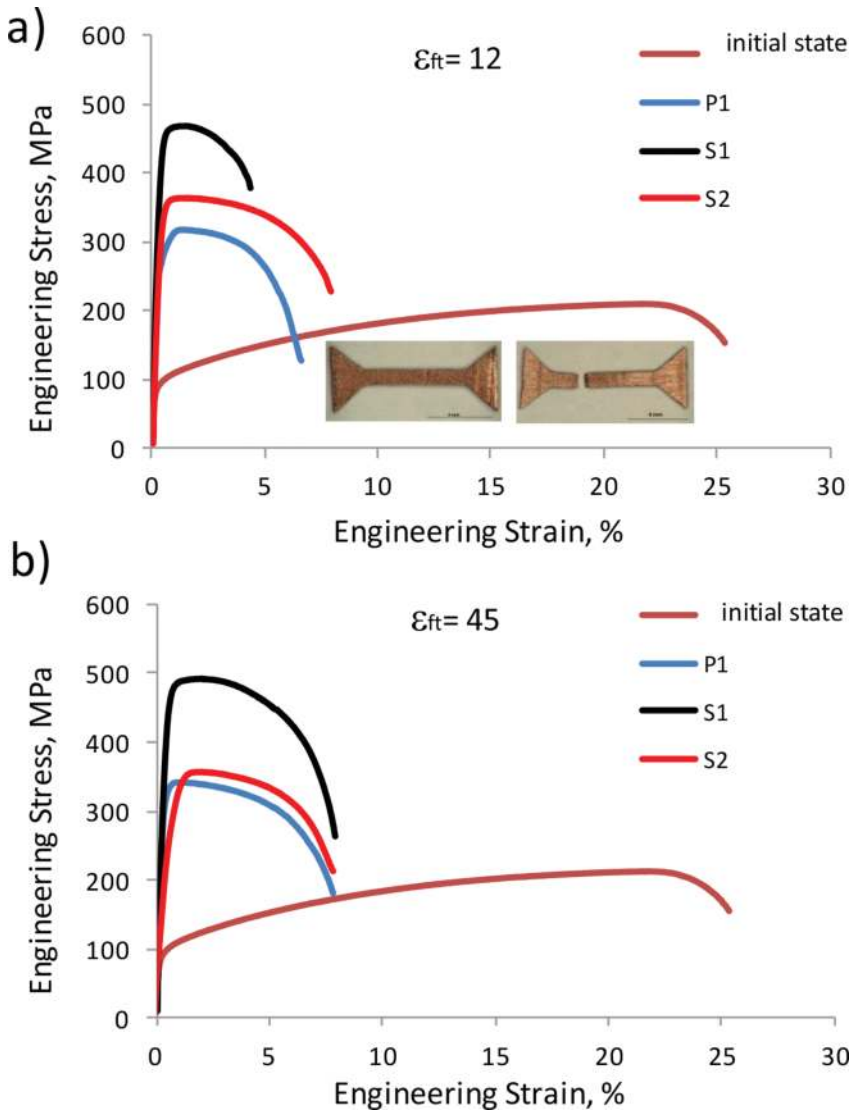 a)
600
500
400
300
200
100
0
Engineering Stress, MPa
εft= 12
initial state
P1
S1
S2
0 5 10 15 20 25 30
Engineering Strain, %
b)
600
500
400
300
200
100
0
Engineering Stress, MPa
εft= 45
initial state
P1
S1
S2
0 5 10 15 20 25 30
Engineering Strain, %